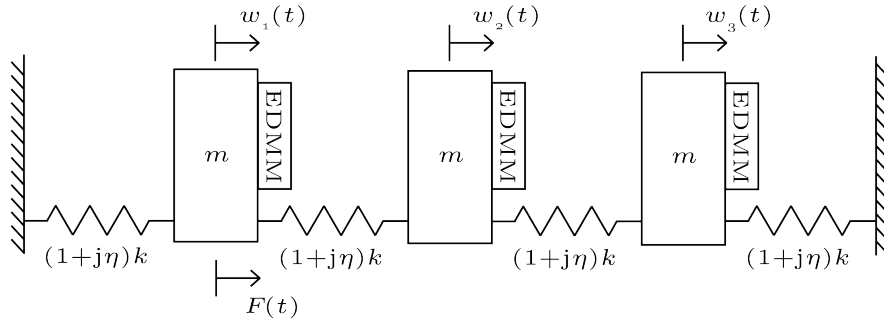 w₁(t)
w₂(t)
w₃(t)
m
EDMM
m
EDMM
m
EDMM
(1+jη)k
(1+jη)k
(1+jη)k
(1+jη)k
F(t)